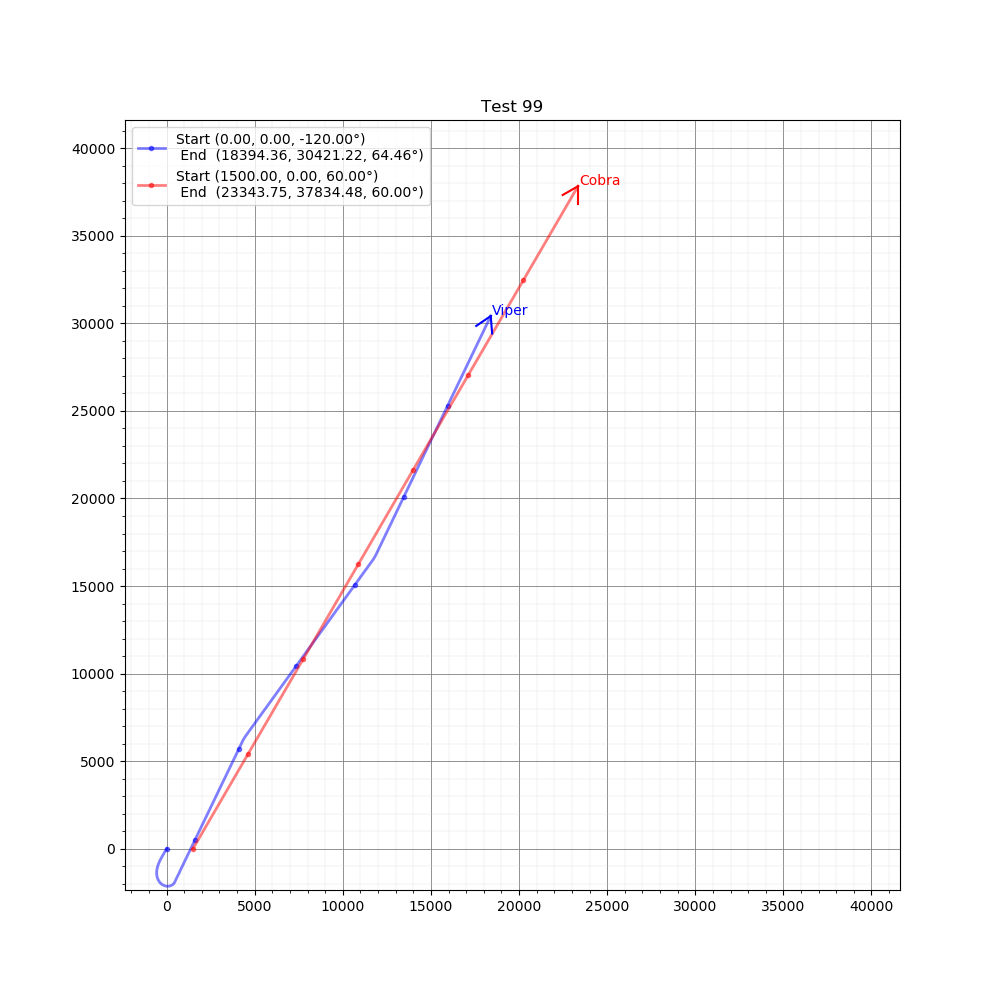 Test 99
Start (0.00, 0.00, -120.00°)
End (18394.36, 30421.22, 64.46°)
Start (1500.00, 0.00, 60.00°)
End (23343.75, 37834.48, 60.00°)
Cobra
Viper
40000
35000
30000
25000
20000
15000
10000
5000
0
0 5000 10000 15000 20000 25000 30000 35000 40000